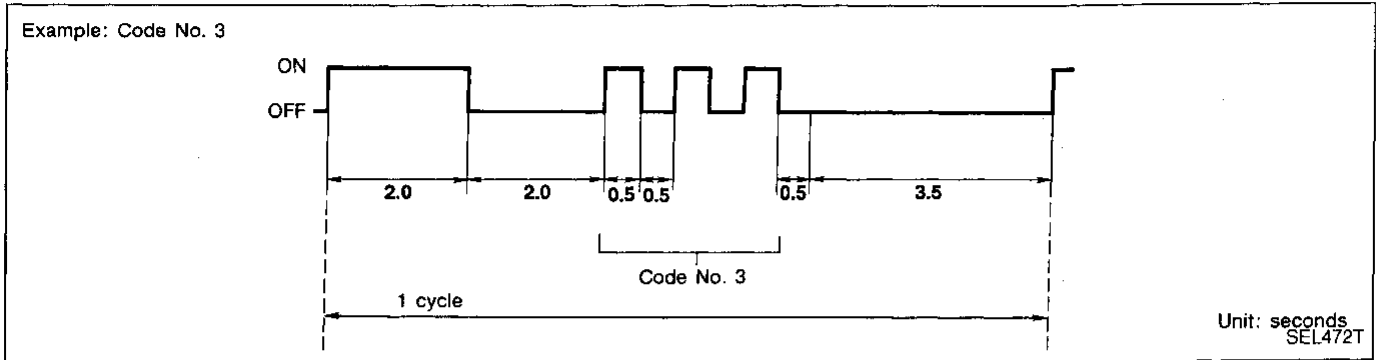 Example: Code No. 3
ON
OFF
2.0 2.0 0.5 0.5 0.5 3.5
Code No. 3
1 cycle
Unit: seconds
SEL472T